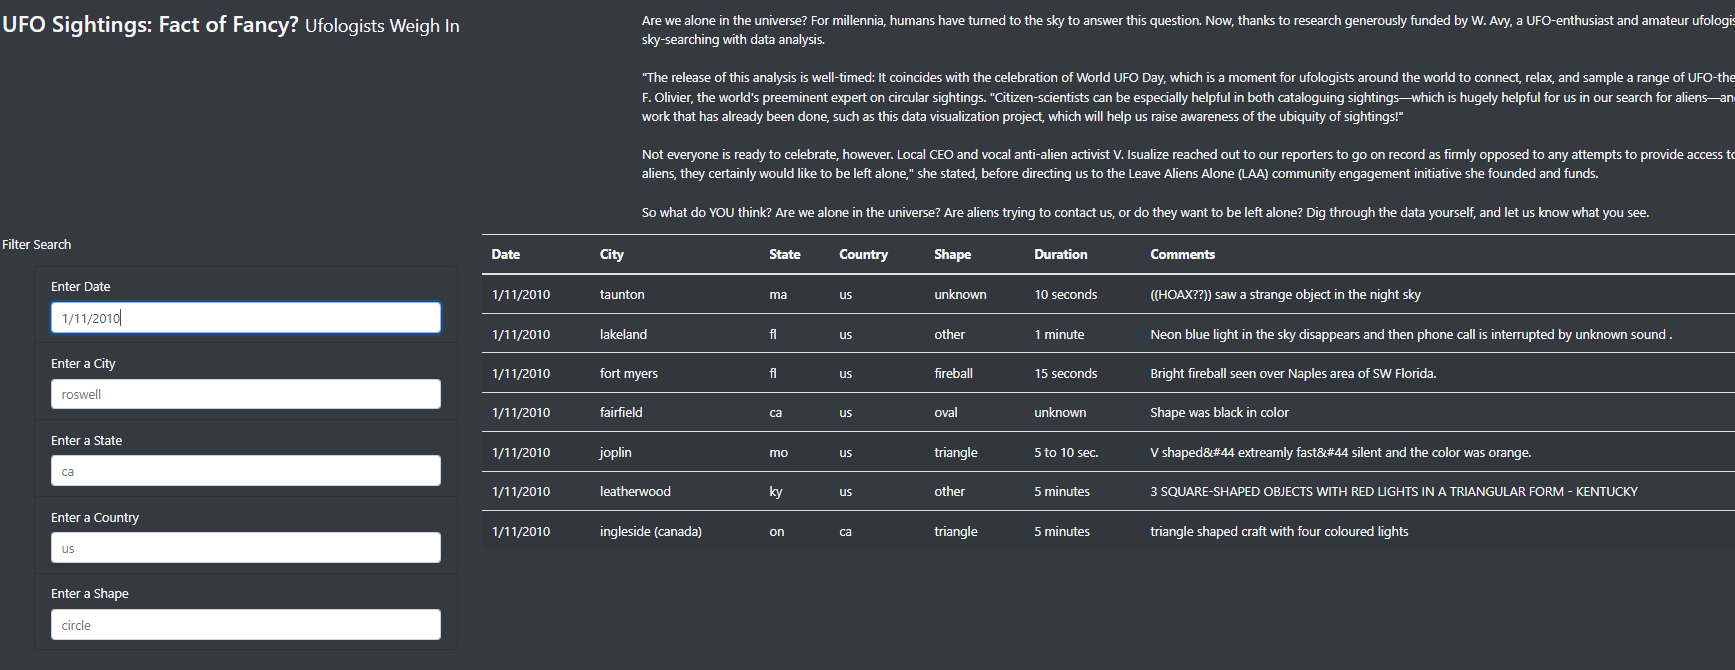 UFO Sightings: Fact of Fancy? Ufologists Weigh In
Are we alone in the universe? For millennia, humans have turned to the sky to answer this question. Now, thanks to research generously funded by W. Avy, a UFO-enthusiast and amateur
sky-searching with data analysis.
"The release of this analysis is well-timed: It coincides with the celebration of World UFO Day, which is a moment for ufologists around the world to connect, relax, and sample a range of
F. Olivier, the world's preeminent expert on circular sightings. "Citizen-scientists can be especially helpful in both cataloguing sightings—which is hugely helpful for us in our search for aliens—
work that has already been done, such as this data visualization project, which will help us raise awareness of the ubiquity of sightings!"
Not everyone is ready to celebrate, however. Local CEO and vocal anti-alien activist V. Isualize reached out to our reporters to go on record as firmly opposed to any attempts to provide access
aliens, they certainly would like to be left alone," she stated, before directing us to the Leave Aliens Alone (LAA) community engagement initiative she founded and funds.
So what do YOU think? Are we alone in the universe? Are aliens trying to contact us, or do they want to be left alone? Dig through the data yourself, and let us know what you see.
Filter Search
Enter Date
1/11/2010
Enter a City
roswell
Enter a State
ca
Enter a Country
us
Enter a Shape
circle
Date City State Country Shape Duration Comments
1/11/2010 taunton ma us unknown 10 seconds ((HOAX??)) saw a strange object in the night sky
1/11/2010 lakeland fl us other 1 minute Neon blue light in the sky disappears and then phone call is interrupted by unknown sound .
1/11/2010 fort myers fl us fireball 15 seconds Bright fireball seen over Naples area of SW Florida.
1/11/2010 fairfield ca us oval unknown Shape was black in color
1/11/2010 joplin mo us triangle 5 to 10 sec. V shaped&#44 extreamly fast&#44 silent and the color was orange.
1/11/2010 leatherwood ky us other 5 minutes 3 SQUARE-SHAPED OBJECTS WITH RED LIGHTS IN A TRIANGULAR FORM - KENTUCKY
1/11/2010 ingleside (canada) on ca triangle 5 minutes triangle shaped craft with four coloured lights